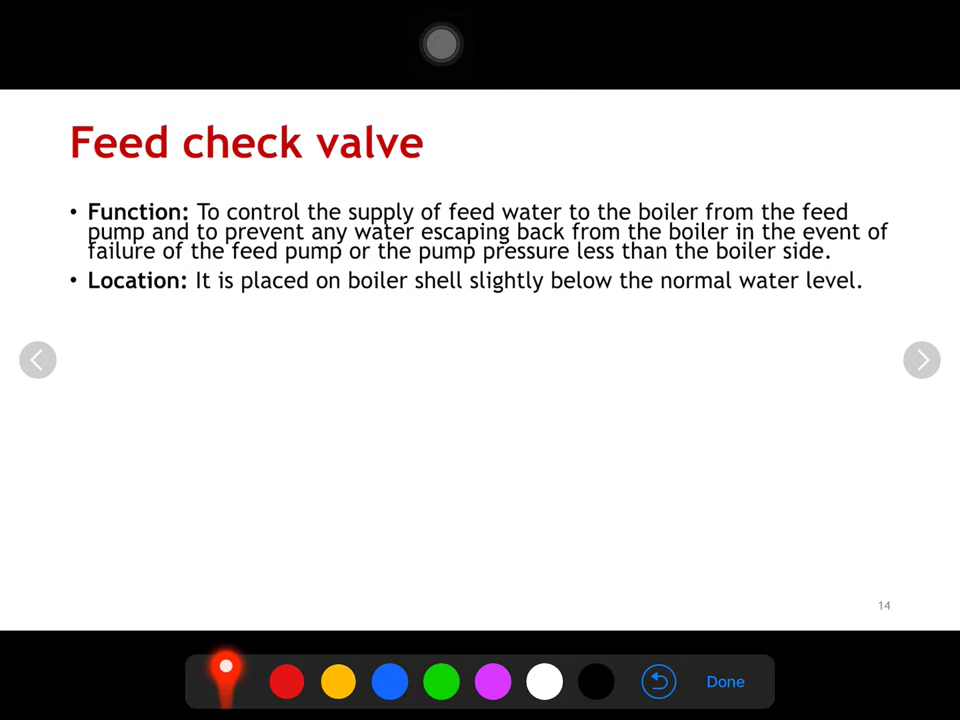 Feed check valve
• Function: To control the supply of feed water to the boiler from the feed
pump and to prevent any water escaping back from the boiler in the event of
failure of the feed pump or the pump pressure less than the boiler side.
• Location: It is placed on boiler shell slightly below the normal water level.
14
Done